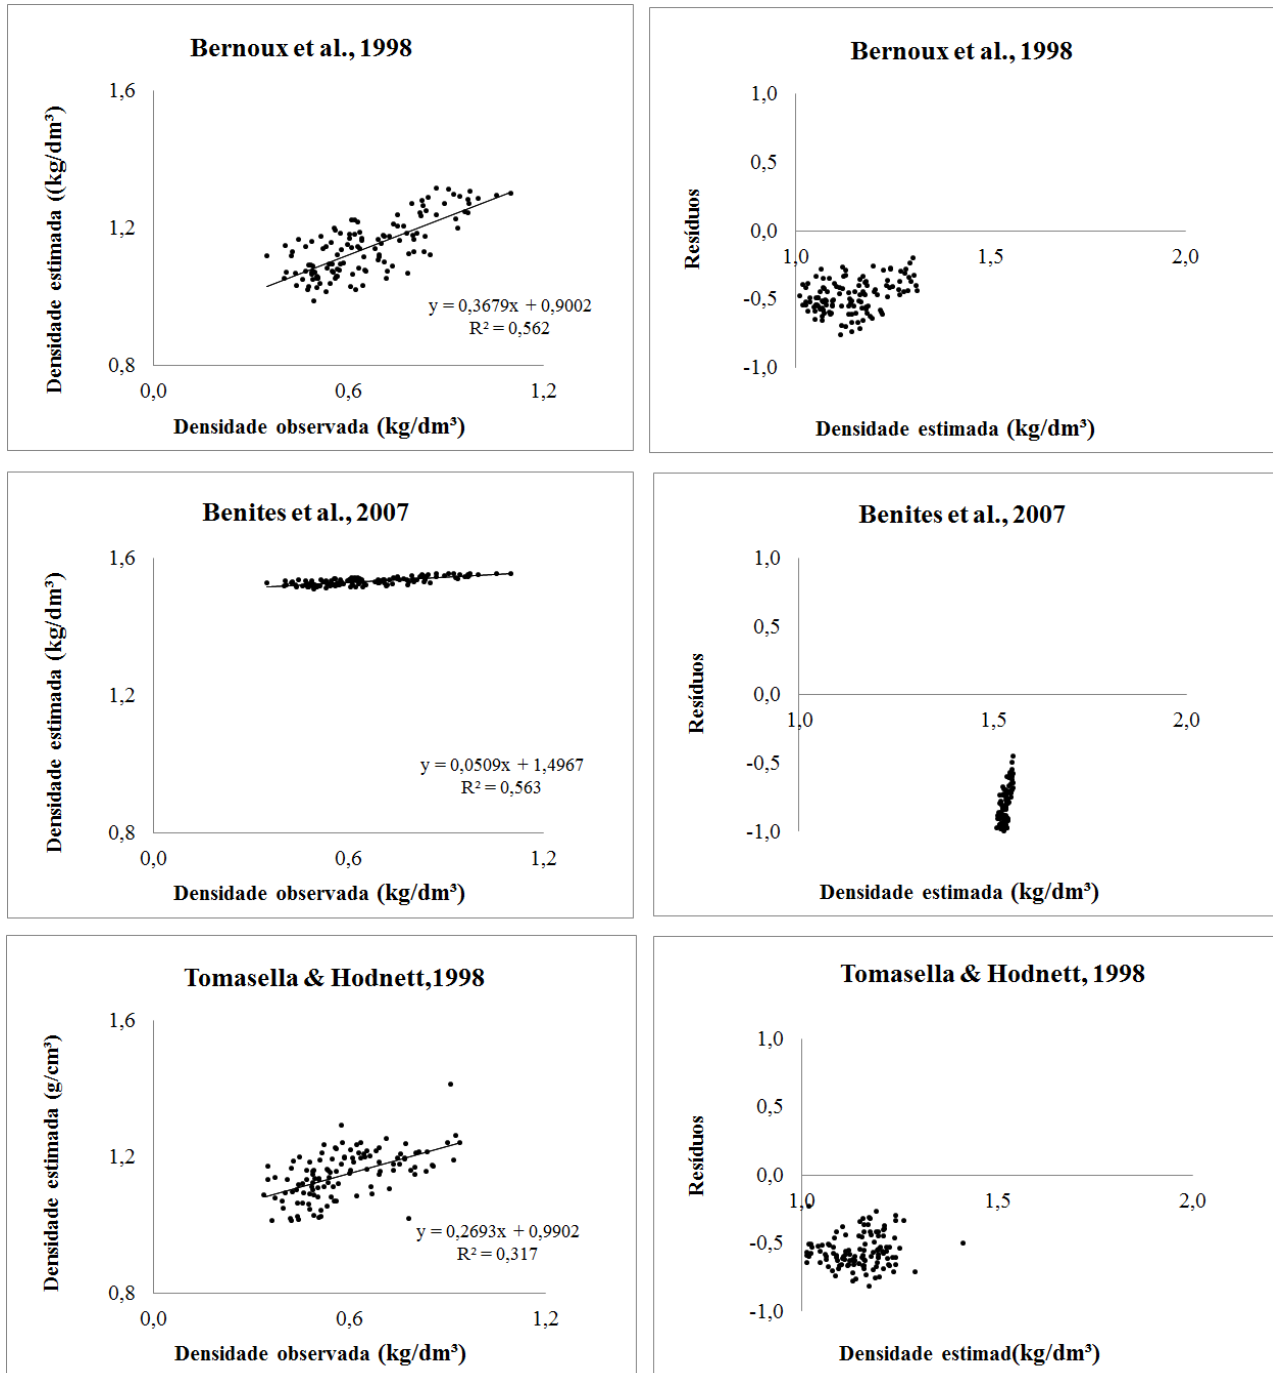 Bernoux et al., 1998
Densidade estimada ((kg/dm³)
1,6
1,2
0,8
y = 0,3679x + 0,9002
R² = 0,562
0,0
0,6
1,2
Densidade observada (kg/dm³)
Bernoux et al., 1998
Resíduos
1,0
0,5
0,0
-0,5
-1,0
1,0
1,5
2,0
Densidade estimada (kg/dm³)
Benites et al., 2007
Densidade estimada (kg/dm³)
1,6
1,2
0,8
y = 0,0509x + 1,4967
R² = 0,563
0,0
0,6
1,2
Densidade observada (kg/dm³)
Benites et al., 2007
Resíduos
1,0
0,5
0,0
-0,5
-1,0
1,0
1,5
2,0
Densidade estimada (kg/dm³)
Tomasella & Hodnett,1998
Densidade estimada (g/cm³)
1,6
1,2
0,8
y = 0,2693x + 0,9902
R² = 0,317
0,0
0,6
1,2
Densidade observada (kg/dm³)
Tomasella & Hodnett, 1998
Resíduos
1,0
0,5
0,0
-0,5
-1,0
1,0
1,5
2,0
Densidade estimad(kg/dm³)